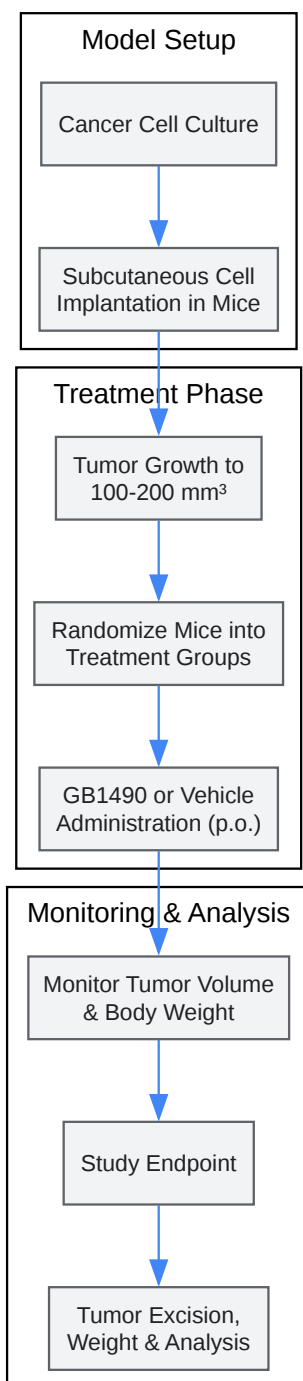 Model Setup
Cancer Cell Culture
Subcutaneous Cell
Implantation in Mice
Treatment Phase
Tumor Growth to
100-200 mm³
Randomize Mice into
Treatment Groups
GB1490 or Vehicle
Administration (p.o.)
Monitoring & Analysis
Monitor Tumor Volume
& Body Weight
Study Endpoint
Tumor Excision,
Weight & Analysis